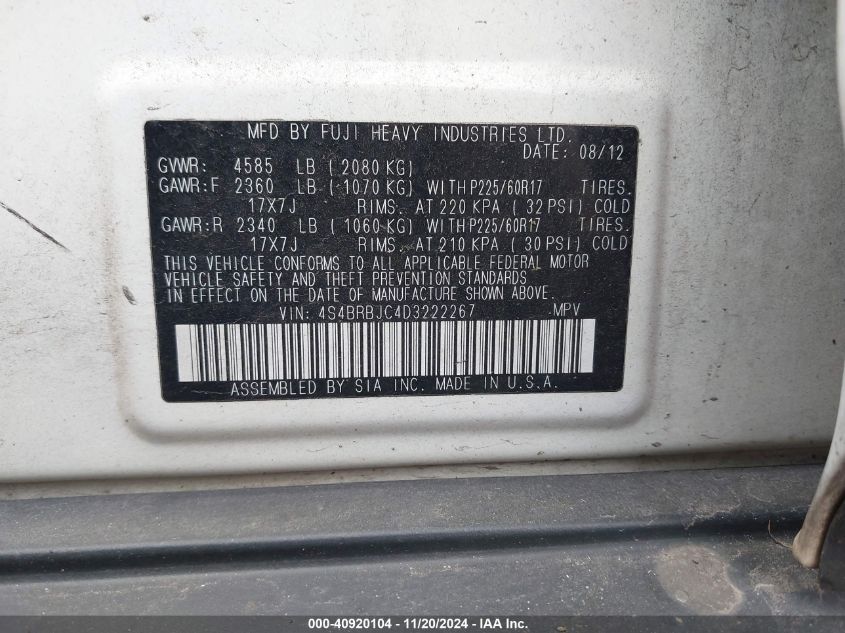 MFD BY FUJI HEAVY INDUSTRIES LTD.
DATE: 08/12
GVWR: 4585 LB ( 2080 KG)
GAWR: F 2360 LB ( 1070 KG) WITH P225/60R17 TIRES.
17X7J RIMS. AT 220 KPA ( 32 PSI) COLD
GAWR: R 2340 LB ( 1060 KG) WITH P225/60R17 TIRES.
17X7J RIMS. AT 210 KPA ( 30 PSI) COLD
THIS VEHICLE CONFORMS TO ALL APPLICABLE FEDERAL MOTOR
VEHICLE SAFETY AND THEFT PREVENTION STANDARDS
IN EFFECT ON THE DATE OF MANUFACTURE SHOWN ABOVE.
VIN: 4S4BRBJC4D3222267 .MPV
ASSEMBLED BY SIA INC. MADE IN U.S.A.
000-40920104 - 11/20/2024 - IAA Inc.